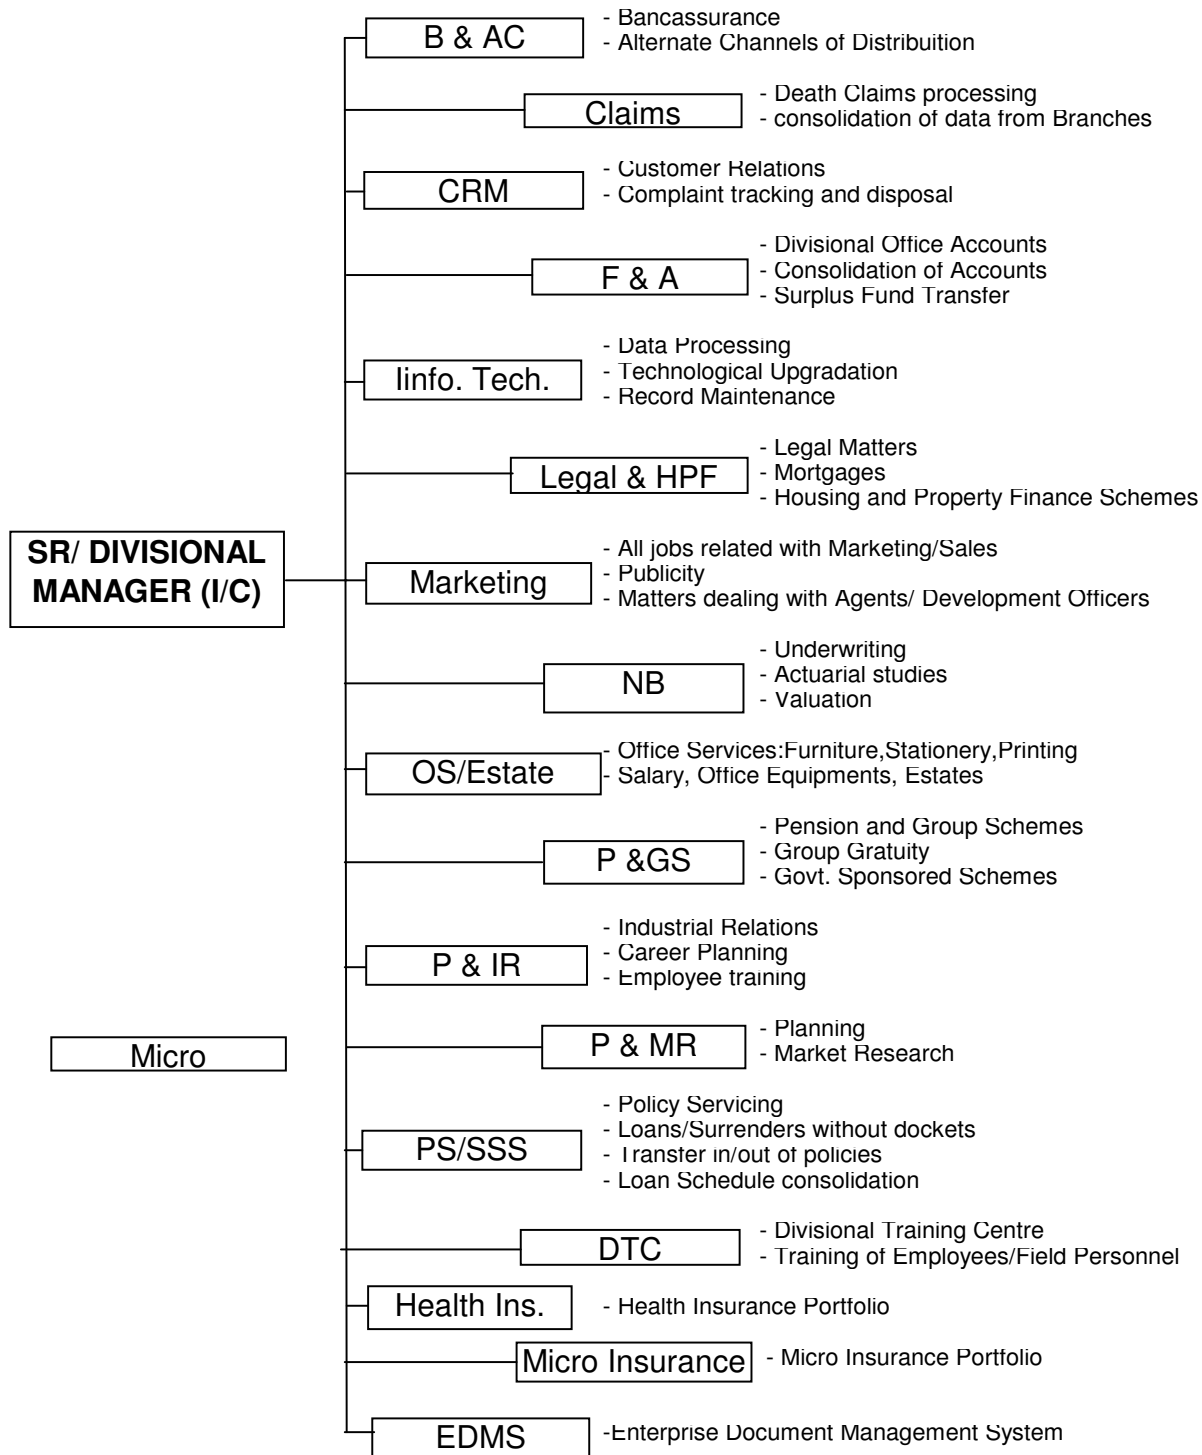 B & AC
- Bancassurance
- Alternate Channels of Distribuition
Claims
- Death Claims processing
- consolidation of data from Branches
CRM
- Customer Relations
- Complaint tracking and disposal
F & A
- Divisional Office Accounts
- Consolidation of Accounts
- Surplus Fund Transfer
Iinfo. Tech.
- Data Processing
- Technological Upgradation
- Record Maintenance
Legal & HPF
- Legal Matters
- Mortgages
- Housing and Property Finance Schemes
SR/ DIVISIONAL
MANAGER (I/C)
Marketing
- All jobs related with Marketing/Sales
- Publicity
- Matters dealing with Agents/ Development Officers
NB
- Underwriting
- Actuarial studies
- Valuation
OS/Estate
- Office Services:Furniture,Stationery,Printing
- Salary, Office Equipments, Estates
P &GS
- Pension and Group Schemes
- Group Gratuity
- Govt. Sponsored Schemes
P & IR
- Industrial Relations
- Career Planning
- Employee training
Micro
P & MR
- Planning
- Market Research
PS/SSS
- Policy Servicing
- Loans/Surrenders without dockets
- Transfer in/out of policies
- Loan Schedule consolidation
DTC
- Divisional Training Centre
- Training of Employees/Field Personnel
Health Ins.
- Health Insurance Portfolio
Micro Insurance
- Micro Insurance Portfolio
EDMS
-Enterprise Document Management System